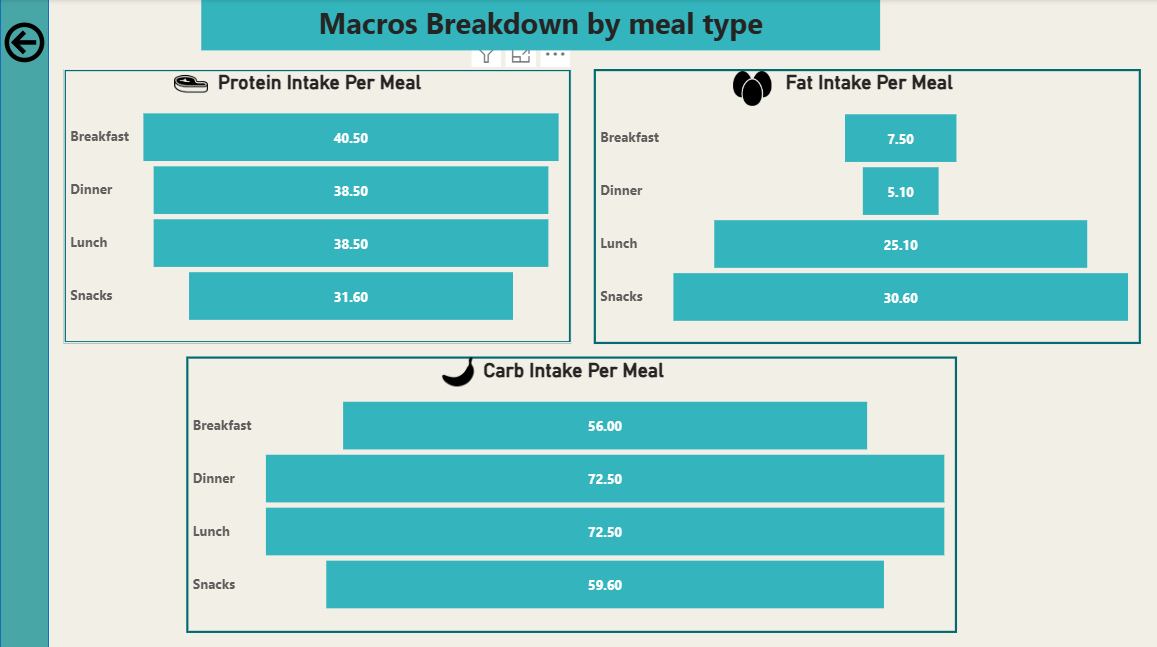 Macros Breakdown by meal type
Protein Intake Per Meal
Breakfast 40.50
Dinner 38.50
Lunch 38.50
Snacks 31.60
Fat Intake Per Meal
Breakfast 7.50
Dinner 5.10
Lunch 25.10
Snacks 30.60
Carb Intake Per Meal
Breakfast 56.00
Dinner 72.50
Lunch 72.50
Snacks 59.60